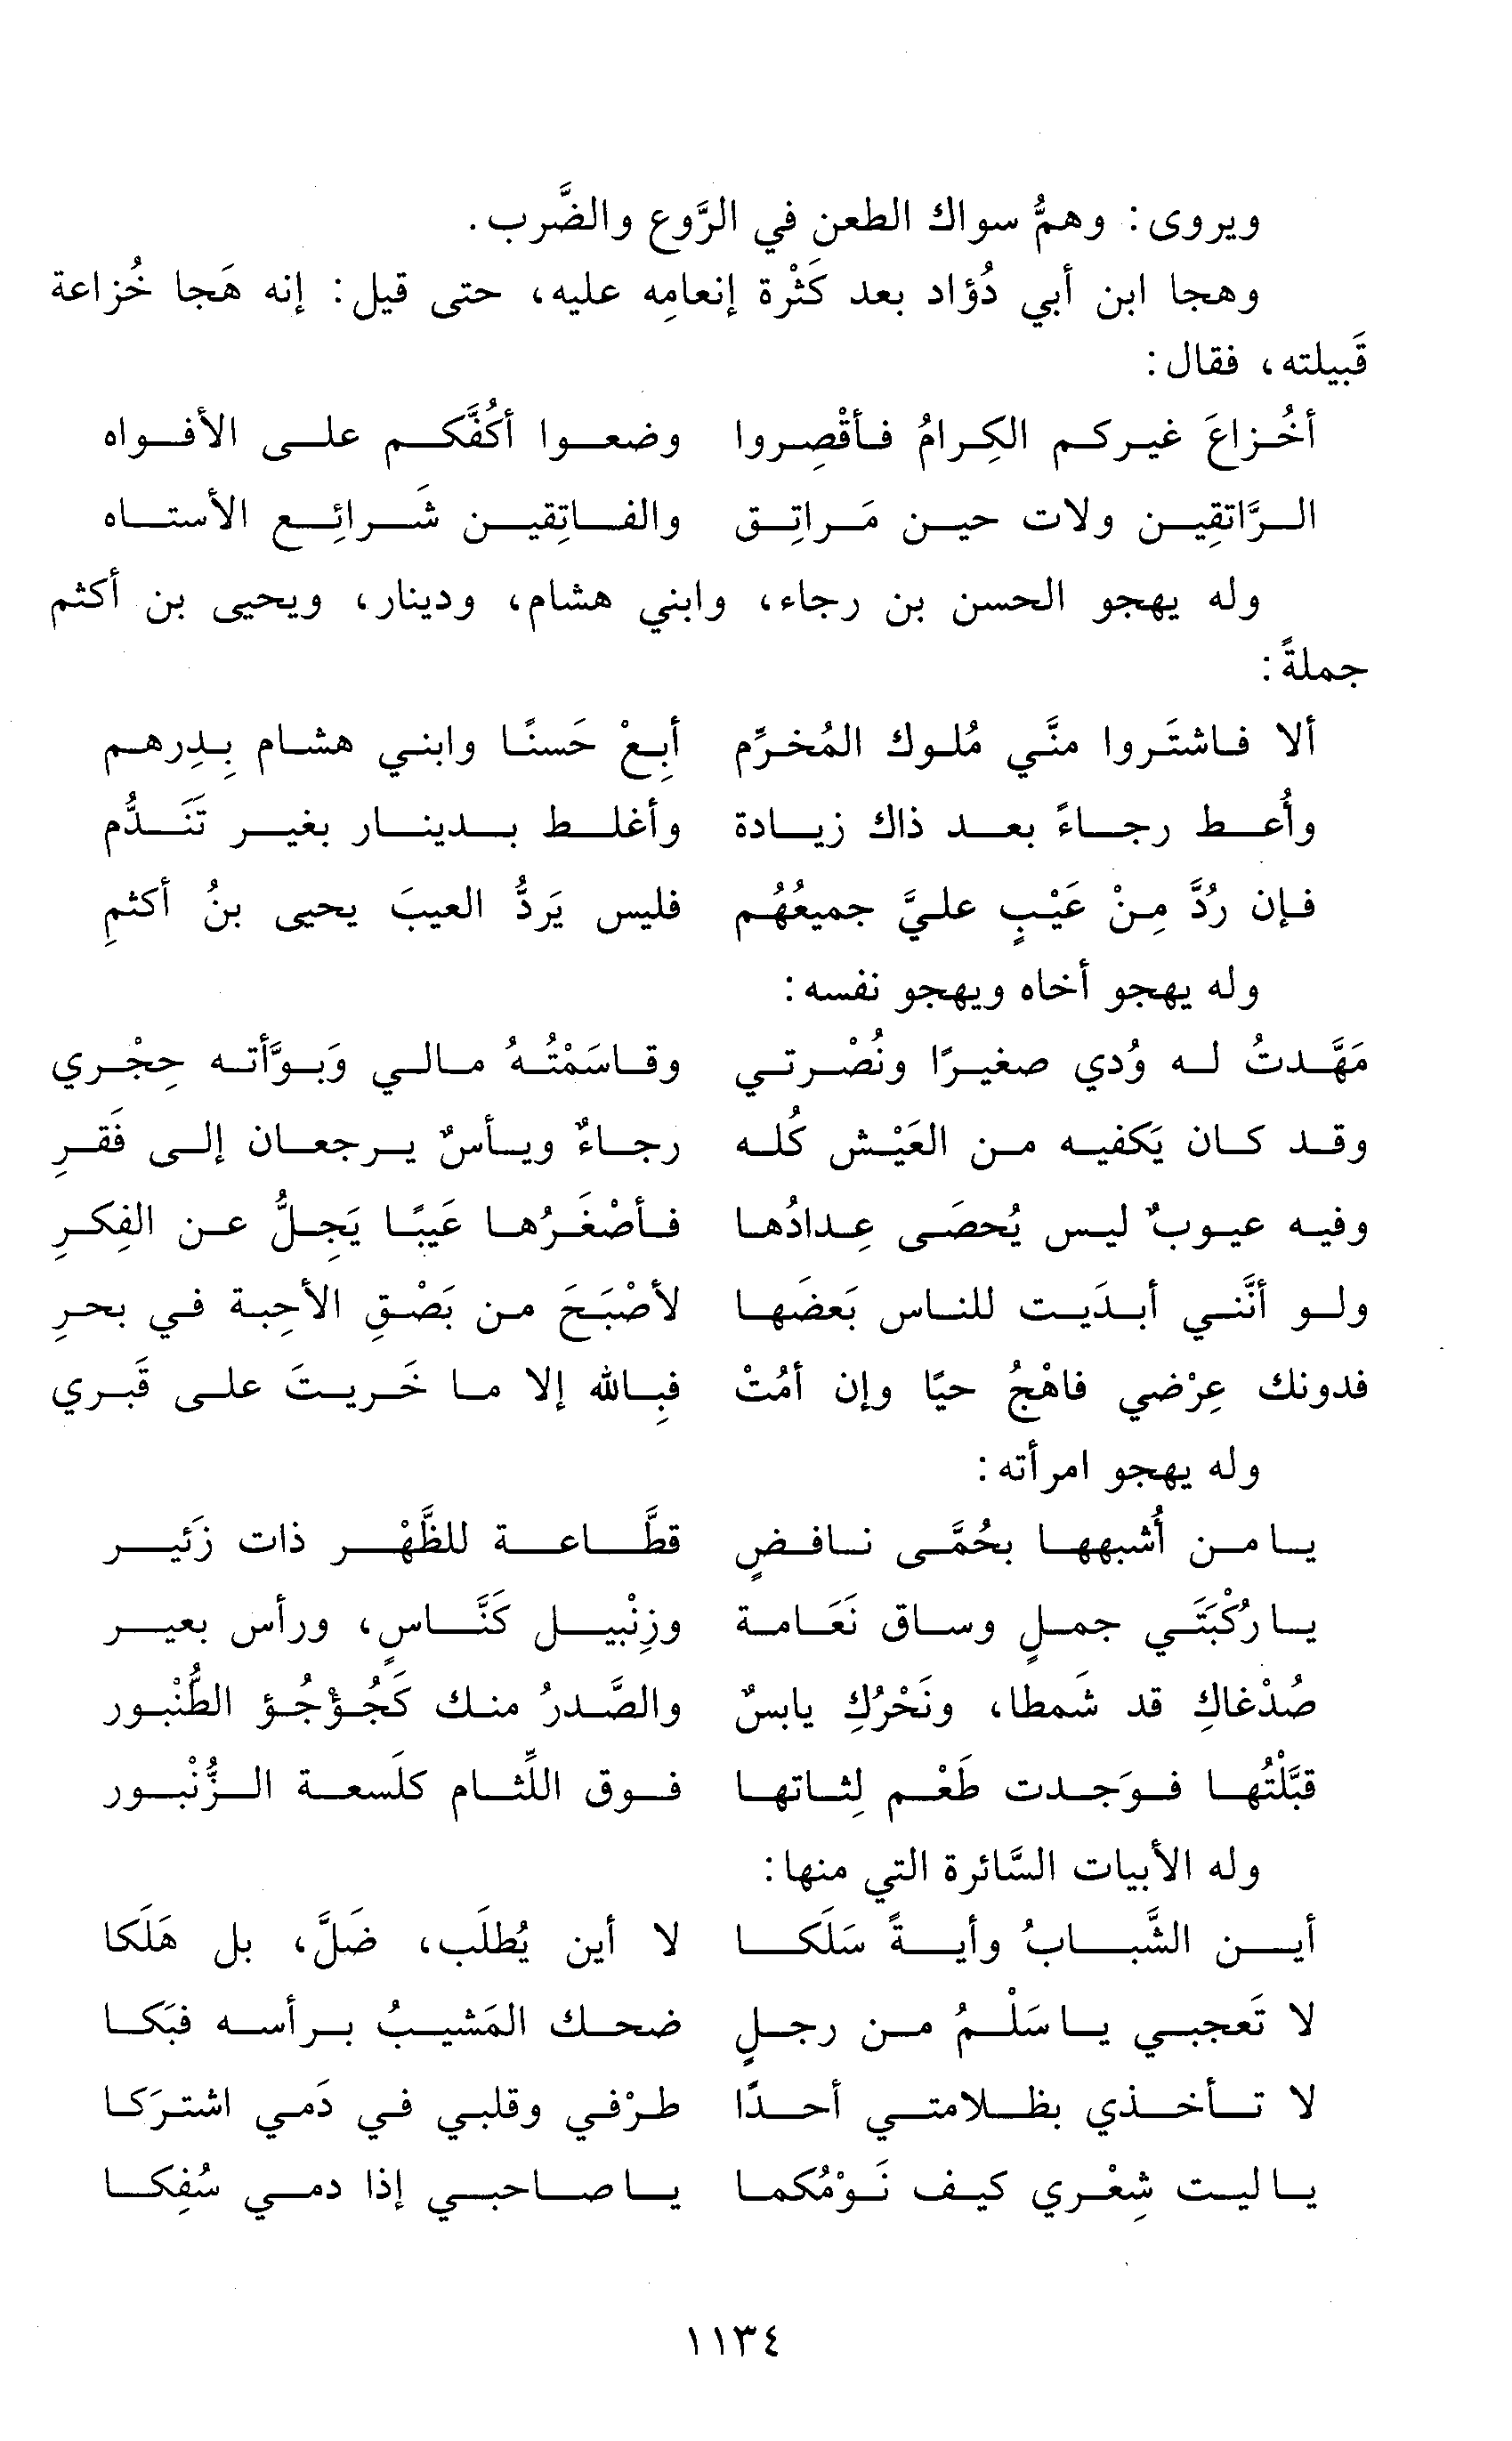 ويروى: وهمُّ سواك الطعن في الرَّوع والضَّرب.
وهجا ابن أبي دُؤاد بعد كَثْرة إنعامِه عليه، حتى قيل: إنه هَجا خُزاعة
قَبيلته، فقال:
أخُزاعَ غيركم الكِرامُ فأقْصِروا وضعوا أكُفَّكم على الأفواه
الرَّاتقِين ولات حين مَراتِق والفاتِقين شَرائِع الأستاه
وله يهجو الحسن بن رجاء، وابني هشام، ودينار، ويحيى بن أكثم
جملةً:
ألا فاشتَروا منَّي مُلوك المُخرِّم أبِعْ حَسنًا وابني هشام بِدِرهم
وأُعط رجاءً بعد ذاك زيادة وأغلط بدينار بغير تَنَدُّم
فإن رُدَّ مِنْ عَيْبٍ عليَّ جميعُهُم فليس يَردُّ العيبَ يحيى بنُ أكثمِ
وله يهجو أخاه ويهجو نفسه:
مَهَّدتُ له وُدي صغيرًا ونُصْرتي وقاسَمْتُهُ مالي وَبوَّأته حِجْري
وقد كان يَكفيه من العَيْش كُله رجاءٌ ويأسٌ يرجعان إلى فَقرِ
وفيه عيوبٌ ليس يُحصَى عِدادُها فأصْغَرُها عَيبًا يَجِلُّ عن الفِكرِ
ولو أنَّني أبدَيت للناس بَعضَها لأصْبَحَ من بَصْقِ الأحِبة في بحرِ
فدونك عِرْضي فاهْجُ حيًا وإن أمُتْ فبِالله إلا ما خَريتَ على قَبري
وله يهجو امرأته:
يا من أُشبهها بحُمَّى نافضٍ قطَّاعة للظَّهْر ذات زَئير
يا رُكْبَتَي جملٍ وساق نَعَامة وزِنْبيل كَنَّاسٍ، ورأس بعير
صُدْغاكِ قد شَمطا، ونَحْرُكِ يابسٌ والصَّدرُ منك كَجُؤْجُؤ الطُّنْبور
قبَّلْتُها فوَجدت طَعْم لِثاتها فوق اللِّثام كلَسعة الزُّنْبور
وله الأبيات السَّائرة التي منها:
أين الشَّبابُ وأيةً سَلَكا لا أين يُطلَب، ضَلَّ، بل هَلَكا
لا تَعجبي يا سَلْمُ من رجلٍ ضحك المَشيبُ برأسه فبَكا
لا تأخذي بظلامتي أحدًا طرْفي وقلبي في دَمي اشترَكا
يا ليت شِعْري كيف نَوْمُكما يا صاحبي إذا دمي سُفِكا
١١٣٤